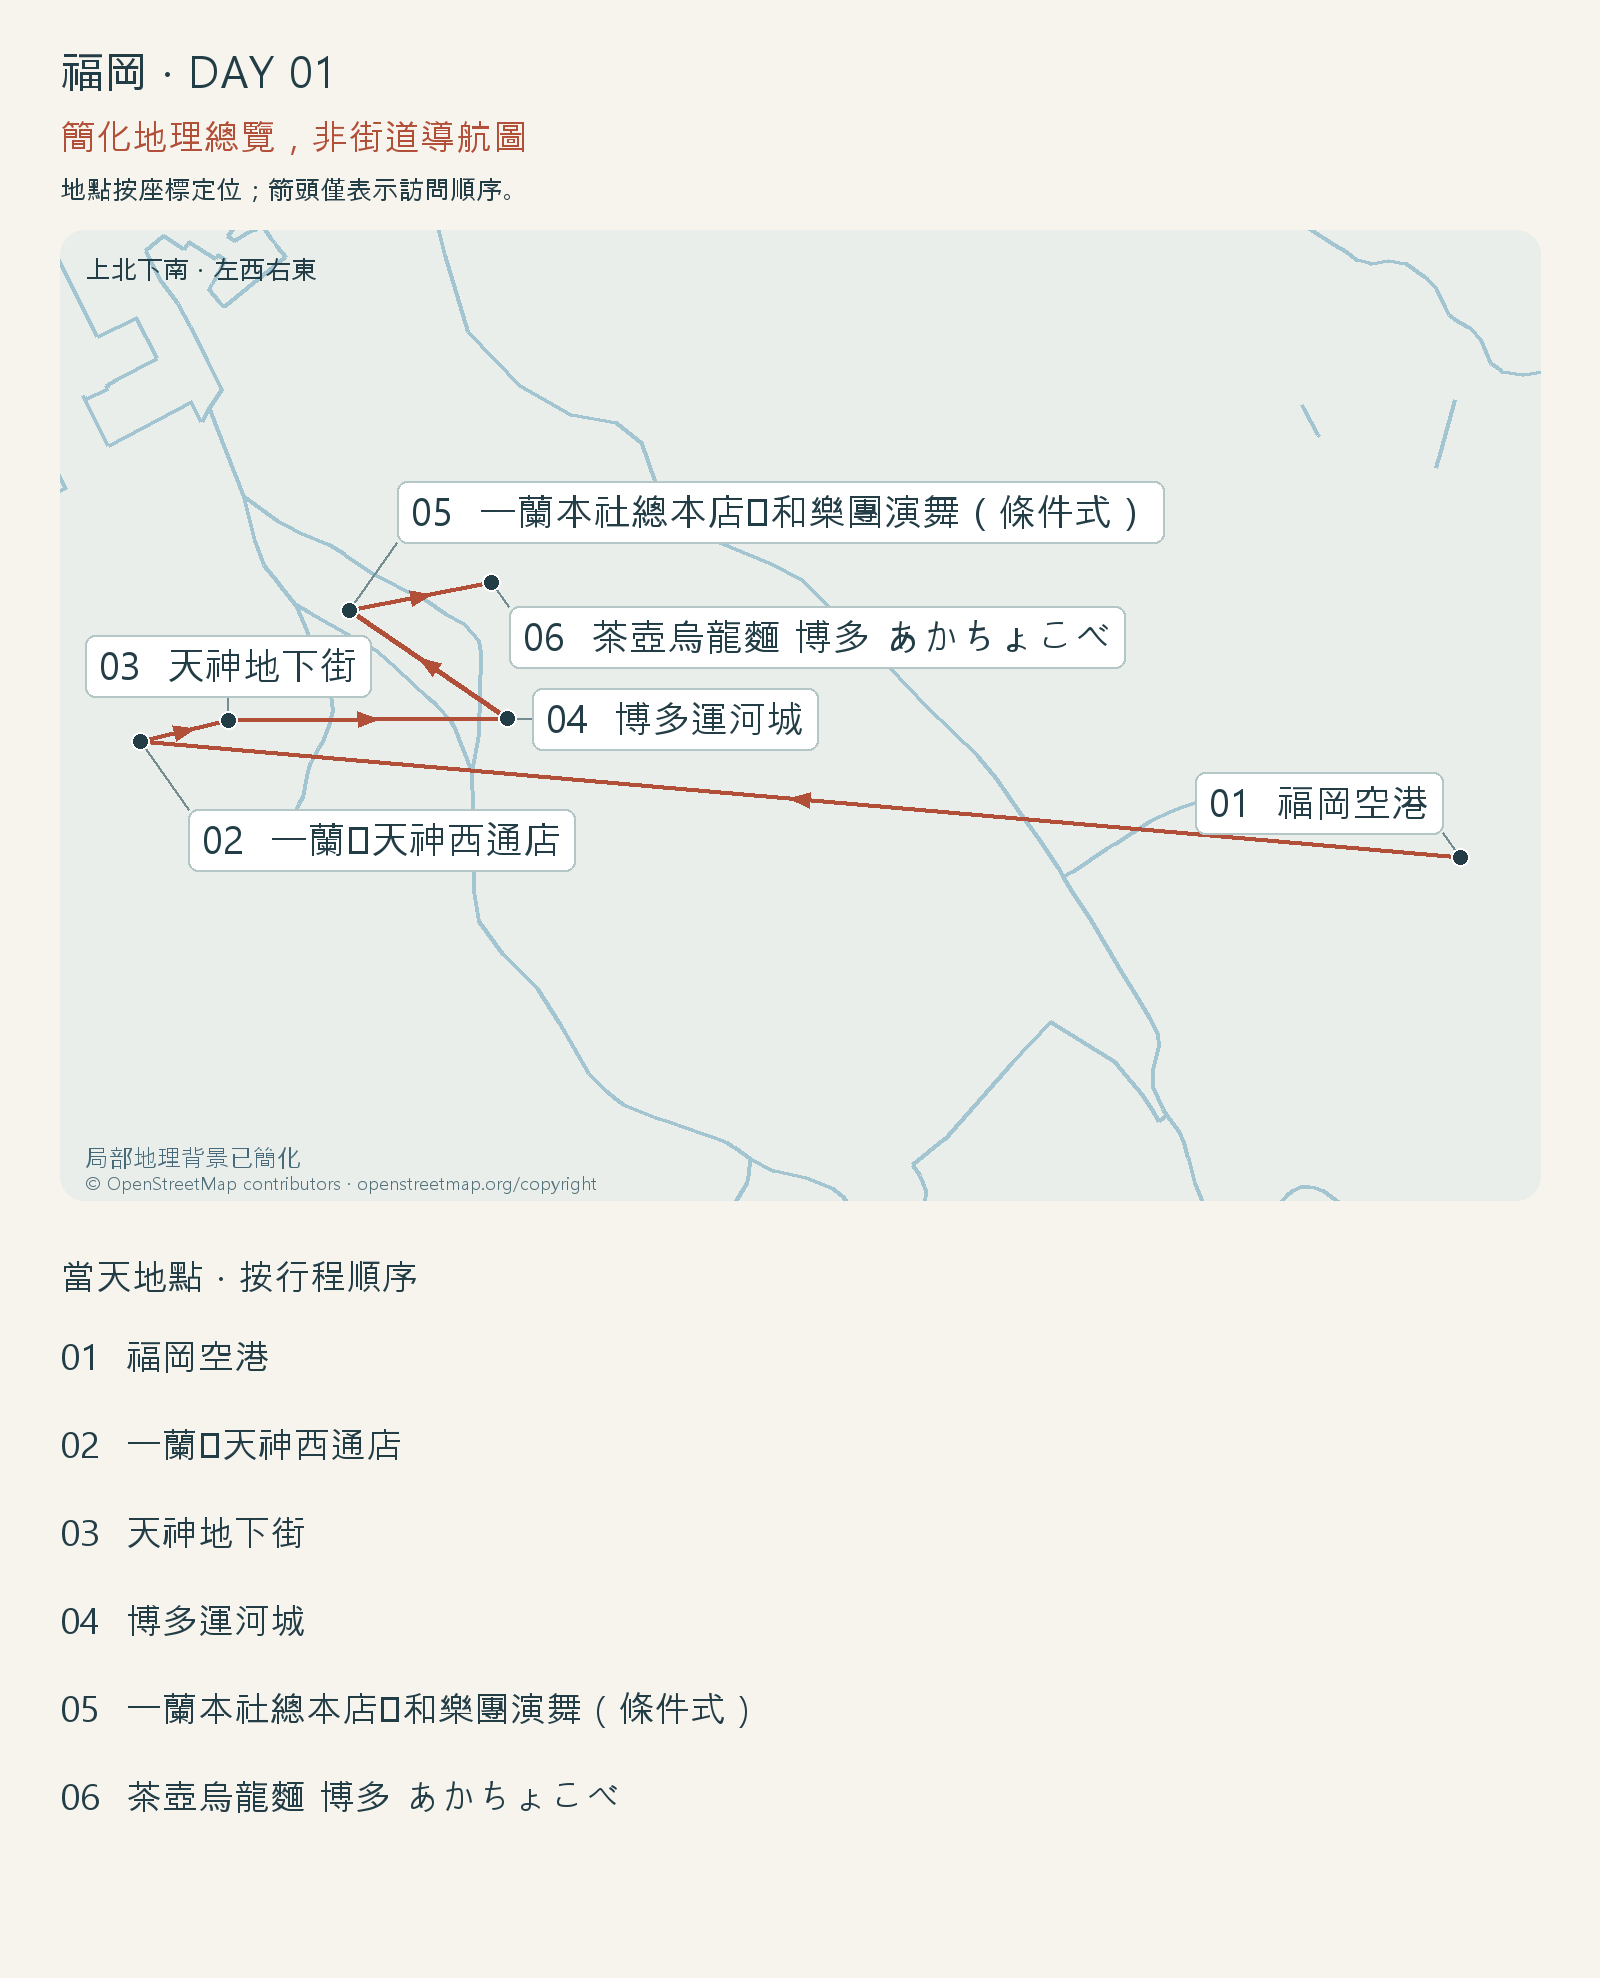 福岡 · DAY 01
簡化地理總覽，非街道導航圖
地點按座標定位；箭頭僅表示訪問順序。
上北下南 · 左西右東
05 一蘭本社總本店▯和樂團演舞（條件式）
06 茶壺烏龍麵 博多 あかちょこべ
03 天神地下街
04 博多運河城
01 福岡空港
02 一蘭▯天神西通店
局部地理背景已簡化
© OpenStreetMap contributors · openstreetmap.org/copyright
當天地點 · 按行程順序
01 福岡空港
02 一蘭▯天神西通店
03 天神地下街
04 博多運河城
05 一蘭本社總本店▯和樂團演舞（條件式）
06 茶壺烏龍麵 博多 あかちょこべ